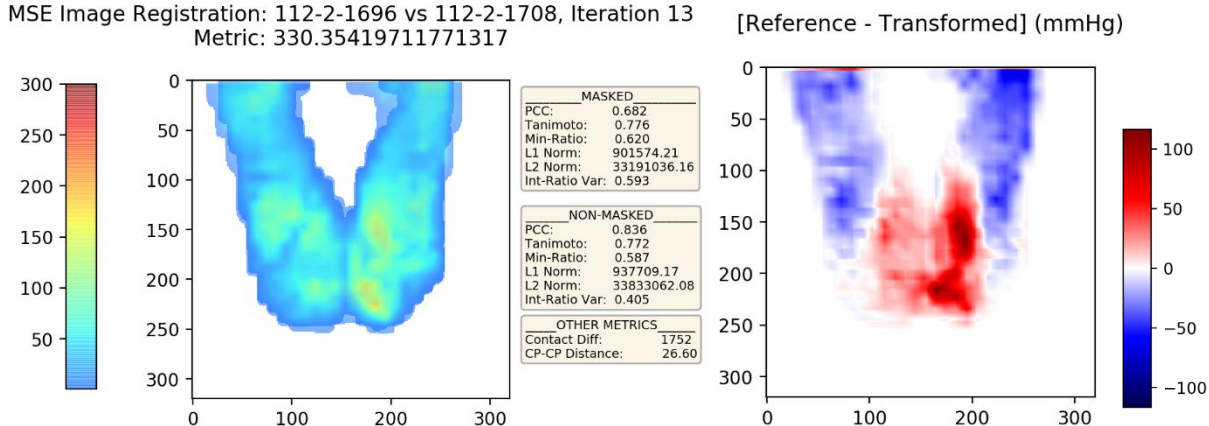 MSE Image Registration: 112-2-1696 vs 112-2-1708, Iteration 13
Metric: 330.35419711771317
300
250
200
150
100
50
0
50
100
150
200
250
300
0
100
200
300
_______MASKED_________
PCC: 0.682
Tanimoto: 0.776
Min-Ratio: 0.620
L1 Norm: 901574.21
L2 Norm: 33191036.16
Int-Ratio Var: 0.593
______NON-MASKED_______
PCC: 0.836
Tanimoto: 0.772
Min-Ratio: 0.587
L1 Norm: 937709.17
L2 Norm: 33833062.08
Int-Ratio Var: 0.405
____OTHER METRICS_____
Contact Diff: 1752
CP-CP Distance: 26.60
[Reference - Transformed] (mmHg)
0
50
100
150
200
250
300
0
100
200
300
100
50
0
−50
−100